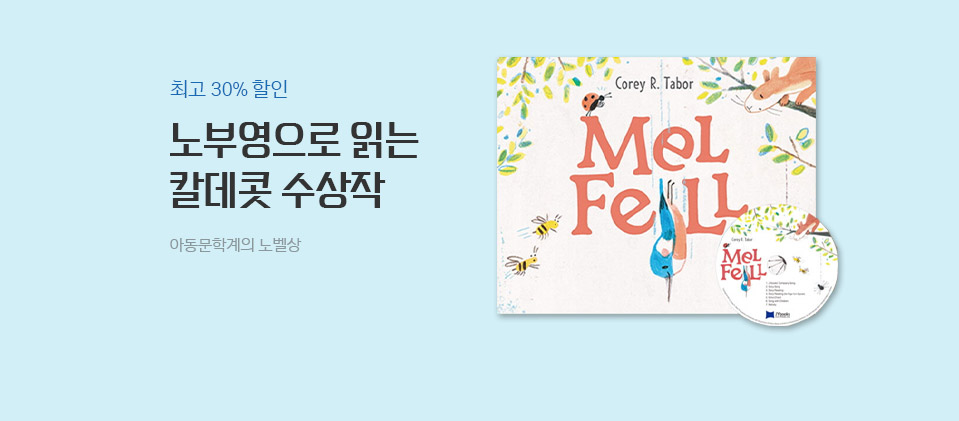 최고 30% 할인
노부영으로 읽는
칼데콧 수상작
아동문학계의 노벨상
Corey R. Tabor
MEL
FELL
Corey R. Tabor
MEL
FELL